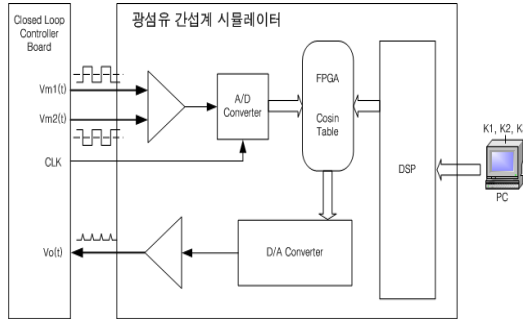 Closed Loop
Controller
Board
광섬유 간섭계 시뮬레이터
Vm1(t)
Vm2(t)
CLK
Vo(t)
A/D
Converter
FPGA
Cosin
Table
DSP
D/A Converter
K1, K2, K
PC